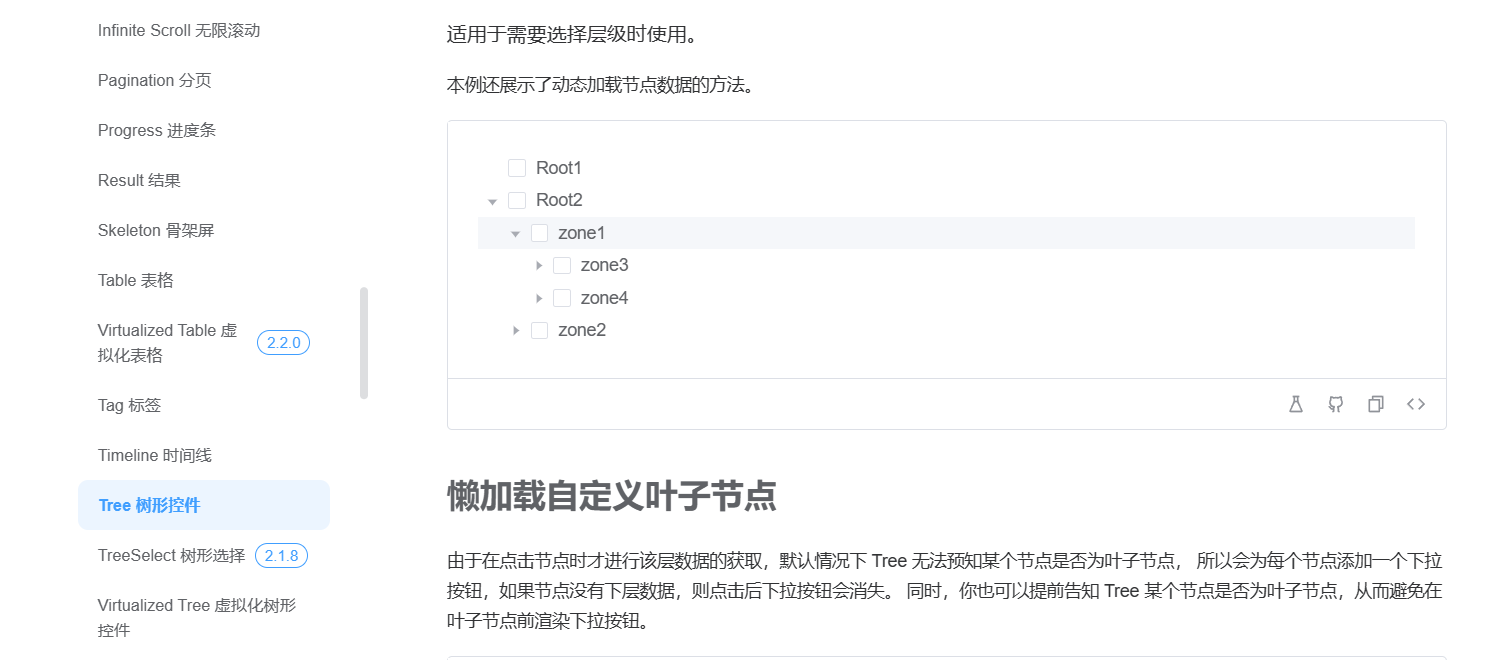 Infinite Scroll 无限滚动
Pagination 分页
Progress 进度条
Result 结果
Skeleton 骨架屏
Table 表格
Virtualized Table 虚
拟化表格
2.2.0
Tag 标签
Timeline 时间线
Tree 树形控件
TreeSelect 树形选择
2.1.8
Virtualized Tree 虚拟化树形
控件
适用于需要选择层级时使用。
本例还展示了动态加载节点数据的方法。
Root1
Root2
zone1
zone3
zone4
zone2
懒加载自定义叶子节点
由于在点击节点时才进行该层数据的获取，默认情况下 Tree 无法预知某个节点是否为叶子节点， 所以会为每个节点添加一个下拉
按钮，如果节点没有下层数据，则点击后下拉按钮会消失。 同时，你也可以提前告知 Tree 某个节点是否为叶子节点，从而避免在
叶子节点前渲染下拉按钮。